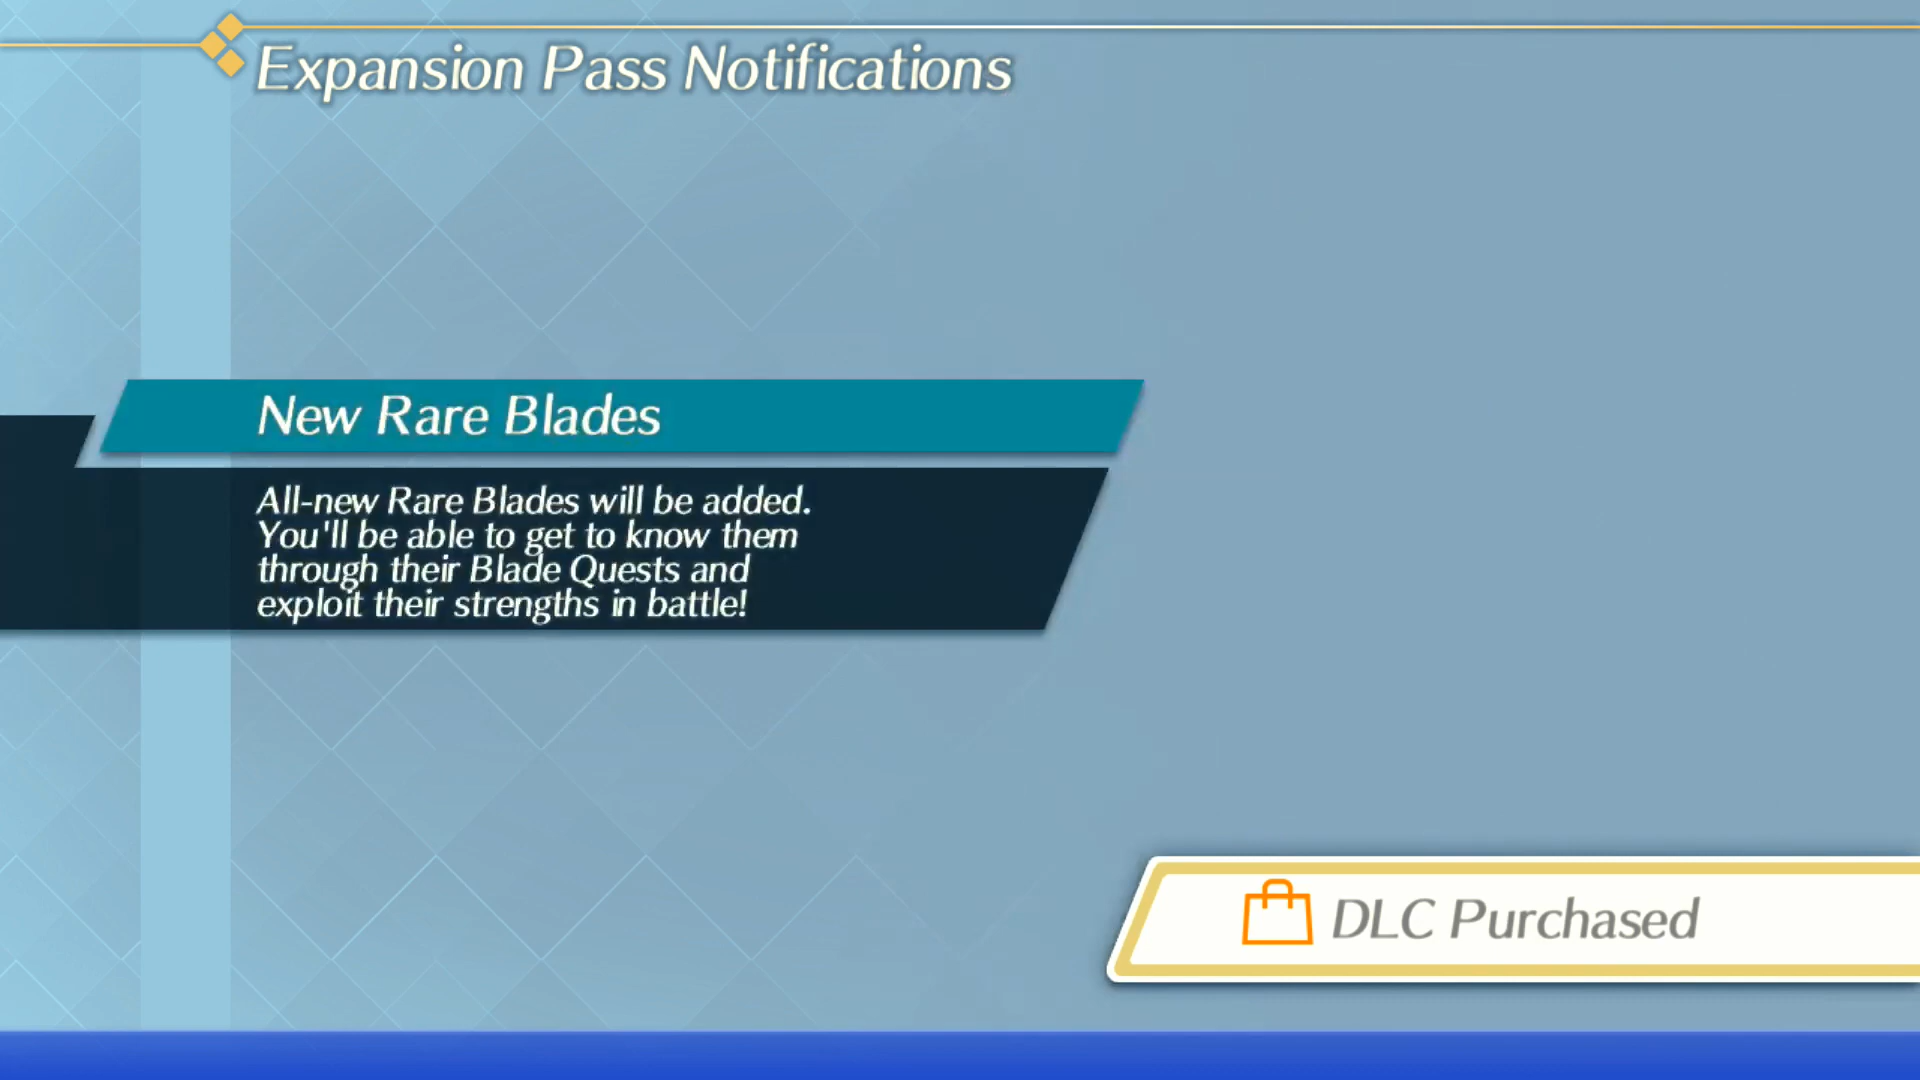 Expansion Pass Notifications
New Rare Blades
All-new Rare Blades will be added.
You'll be able to get to know them
through their Blade Quests and
exploit their strengths in battle!
DLC Purchased